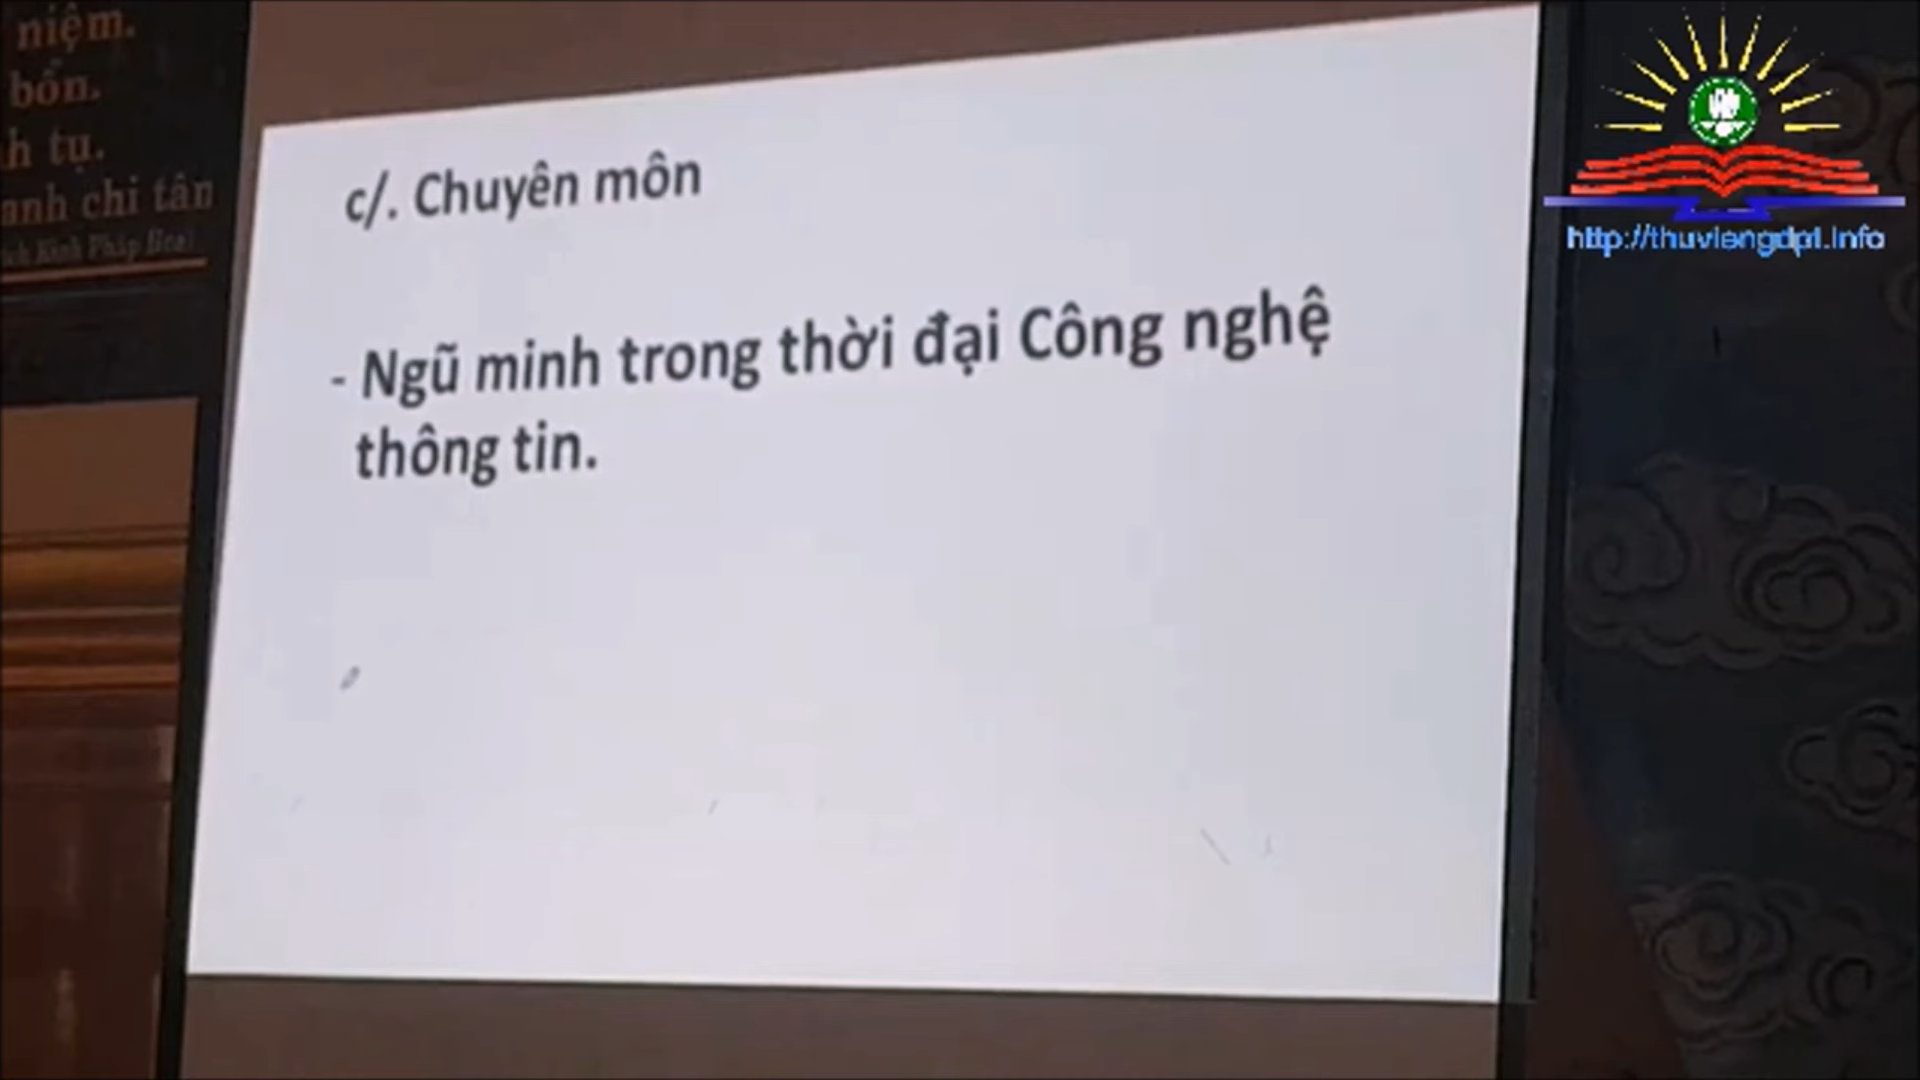 niệm.
bổn.
h tụ.
anh chi tân
c/. Chuyên môn
- Ngũ minh trong thời đại Công nghệ
thông tin.
http://thuviengdpt.info